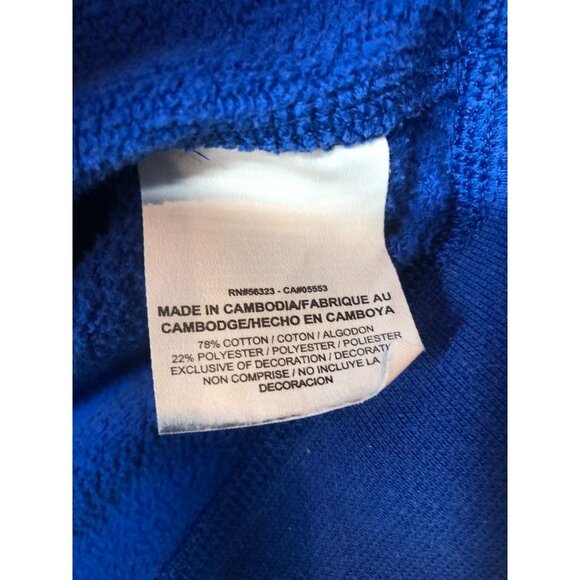 RN#56323 - CA#05553
MADE IN CAMBODIA/FABRIQUE AU
CAMBODGE/HECHO EN CAMBOYA
78% COTTON / COTON / ALGODON
22% POLYESTER / POLYESTER / POLIESTER
EXCLUSIVE OF DECORATION / DECORATI
NON COMPRISE / NO INCLUYE LA
DECORACION